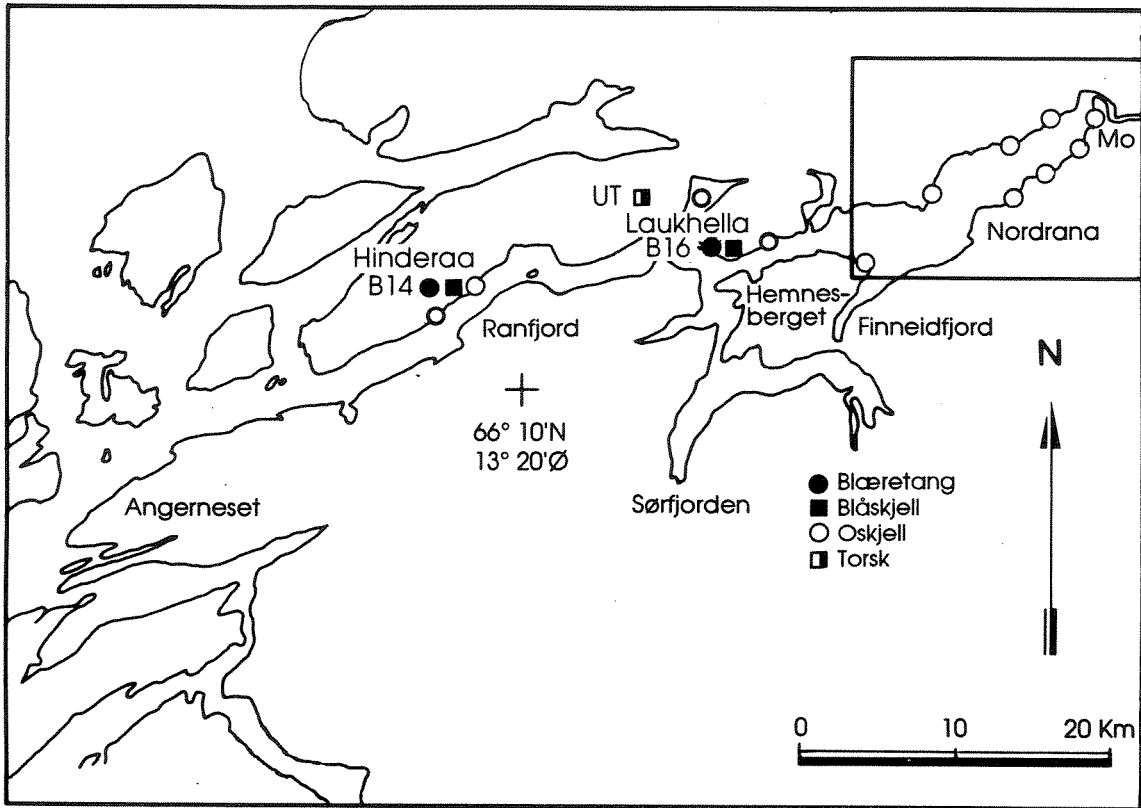 Mo
UT
Laukhella
B16
Nordrana
Hinderaa
B14
Hemnes-
berget
Finneidfjord
Ranfjord
N
66° 10'N
13° 20'Ø
Sørfjorden
Angerneset
Blæretang
Blåskjell
Oskjell
Torsk
0 10 20 Km